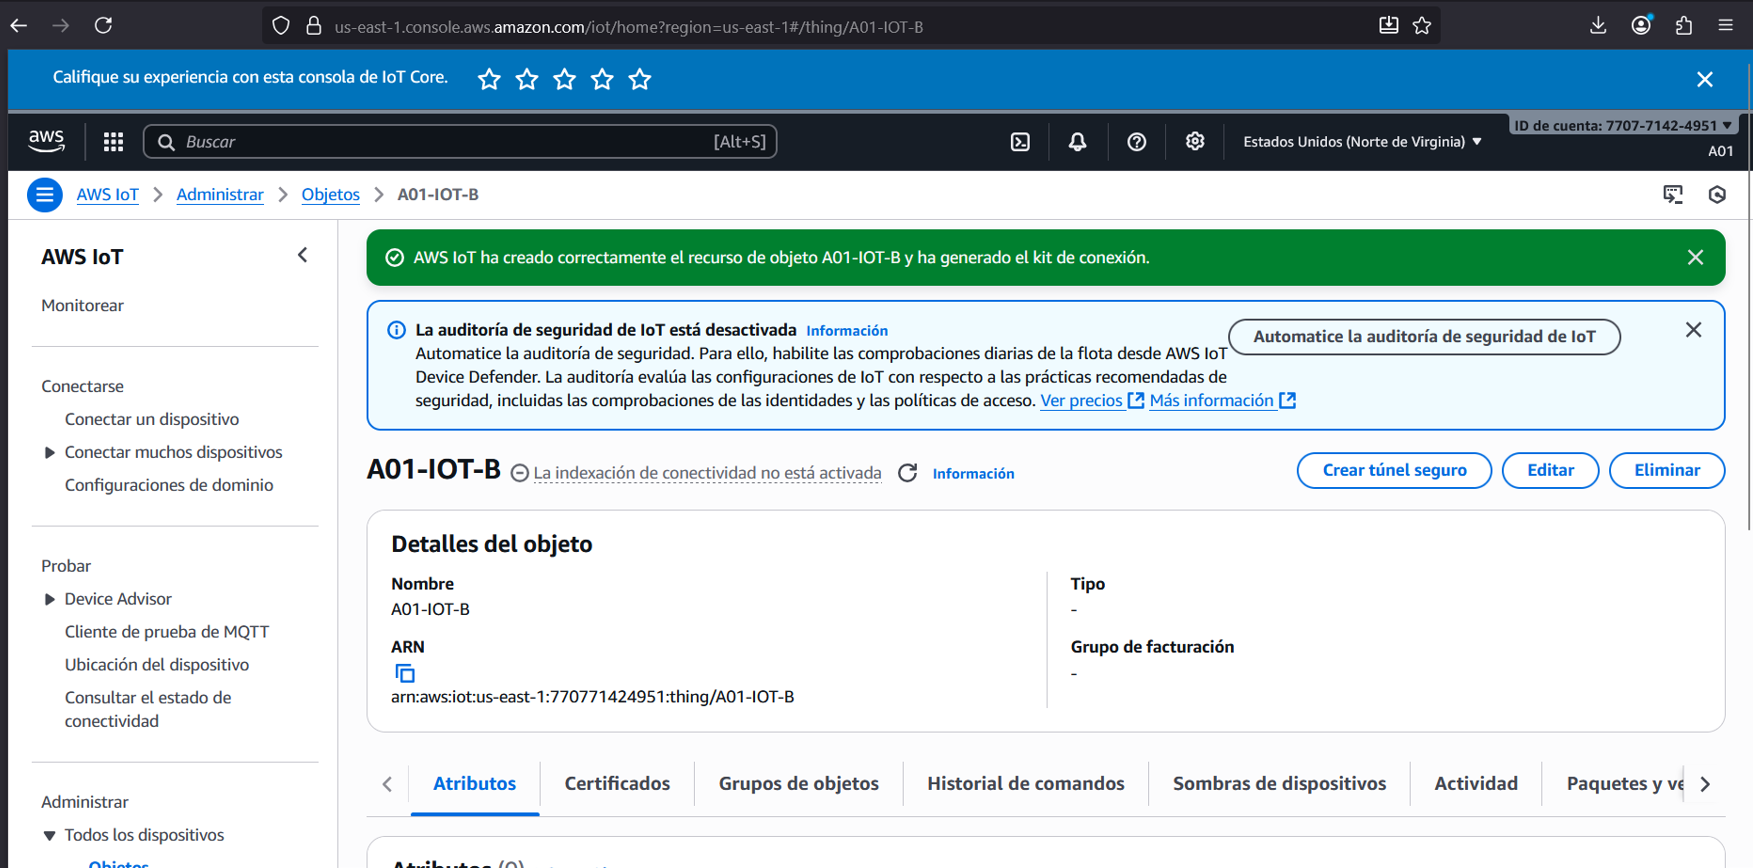 us-east-1.console.aws.amazon.com/iot/home?region=us-east-1#/thing/A01-IOT-B
Califique su experiencia con esta consola de IoT Core.
aws
Buscar
[Alt+S]
Estados Unidos (Norte de Virginia)
ID de cuenta: 7707-7142-4951
A01
AWS IoT
Administrar
Objetos
A01-IOT-B
AWS IoT
Monitorear
Conectarse
Conectar un dispositivo
Conectar muchos dispositivos
Configuraciones de dominio
Probar
Device Advisor
Cliente de prueba de MQTT
Ubicación del dispositivo
Consultar el estado de
conectividad
Administrar
Todos los dispositivos
Objetos
AWS IoT ha creado correctamente el recurso de objeto A01-IOT-B y ha generado el kit de conexión.
La auditoría de seguridad de IoT está desactivada Información
Automatice la auditoría de seguridad. Para ello, habilite las comprobaciones diarias de la flota desde AWS IoT
Device Defender. La auditoría evalúa las configuraciones de IoT con respecto a las prácticas recomendadas de
seguridad, incluidas las comprobaciones de las identidades y las políticas de acceso. Ver precios Más información
Automatice la auditoría de seguridad de IoT
A01-IOT-B
La indexación de conectividad no está activada
Información
Crear túnel seguro
Editar
Eliminar
Detalles del objeto
Nombre
A01-IOT-B
ARN
arn:aws:iot:us-east-1:770771424951:thing/A01-IOT-B
Tipo
-
Grupo de facturación
-
Atributos
Certificados
Grupos de objetos
Historial de comandos
Sombras de dispositivos
Actividad
Paquetes y ve
Atributos (0)